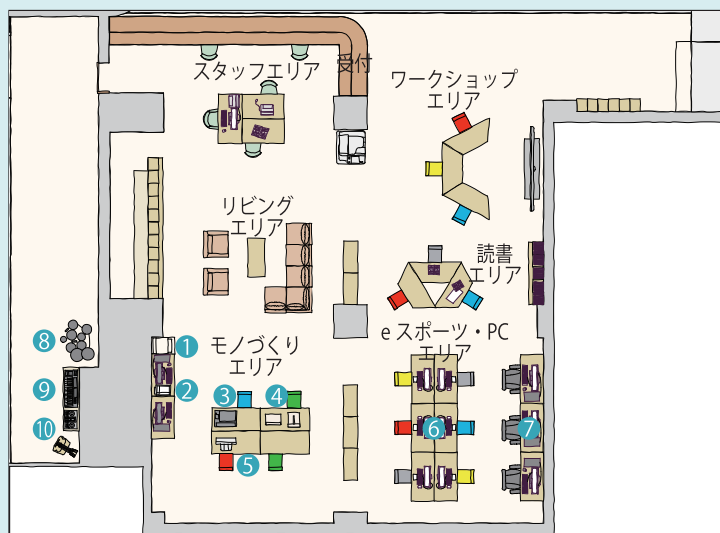 スタッフエリア
受付
ワークショップ
エリア
リビング
エリア
読書
エリア
eスポーツ・PC
エリア
モノづくり
エリア
1
2
3
4
5
6
7
8
9
10